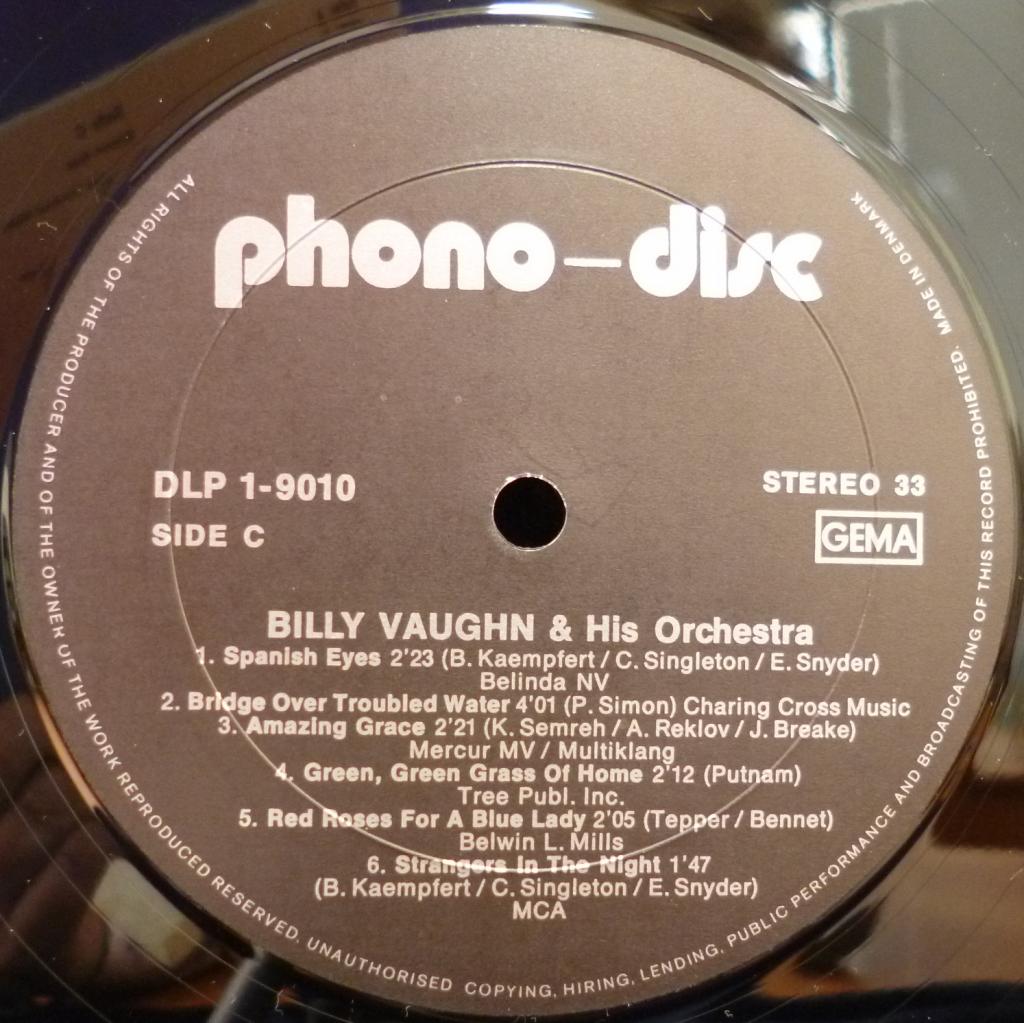 phono-disc
DLP 1-9010
SIDE C
STEREO 33
GEMA
BILLY VAUGHN & His Orchestra
1. Spanish Eyes 2'23 (B. Kaempfert / C. Singleton / E. Snyder)
Belinda NV
2. Bridge Over Troubled Water 4'01 (P. Simon) Charing Cross Music
3. Amazing Grace 2'21 (K. Semreh / A. Reklov / J. Breake)
Mercur MV / Multiklang
4. Green, Green Grass Of Home 2'12 (Putnam)
Tree Publ. Inc.
5. Red Roses For A Blue Lady 2'05 (Tepper / Bennet)
Belwin L. Mills
6. Strangers In The Night 1'47
(B. Kaempfert / C. Singleton / E. Snyder)
MCA
ALL RIGHTS OF THE PRODUCER AND OF THE OWNER OF THE WORK REPRODUCED RESERVED. UNAUTHORISED COPYING, HIRING, LENDING, PUBLIC PERFORMANCE AND BROADCASTING OF THIS RECORD PROHIBITED. MADE IN DENMARK